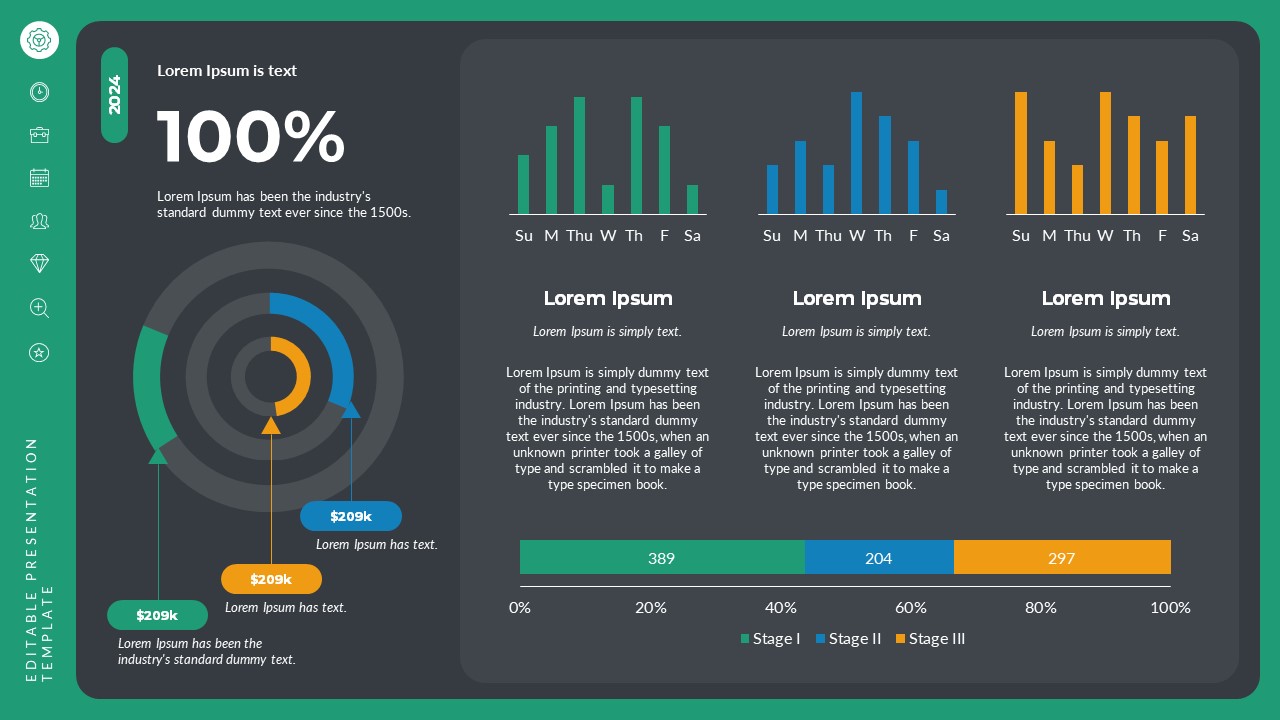 2024
Lorem Ipsum is text
100%
Lorem Ipsum has been the industry's
standard dummy text ever since the 1500s.
$209k
Lorem Ipsum has text.
$209k
Lorem Ipsum has text.
$209k
Lorem Ipsum has been the
industry's standard dummy text.
EDITABLE PRESENTATION
TEMPLATE
Su M Thu W Th F Sa
Su M Thu W Th F Sa
Su M Thu W Th F Sa
Lorem Ipsum
Lorem Ipsum is simply text.
Lorem Ipsum is simply dummy text
of the printing and typesetting
industry. Lorem Ipsum has been
the industry's standard dummy
text ever since the 1500s, when an
unknown printer took a galley of
type and scrambled it to make a
type specimen book.
Lorem Ipsum
Lorem Ipsum is simply text.
Lorem Ipsum is simply dummy text
of the printing and typesetting
industry. Lorem Ipsum has been
the industry's standard dummy
text ever since the 1500s, when an
unknown printer took a galley of
type and scrambled it to make a
type specimen book.
Lorem Ipsum
Lorem Ipsum is simply text.
Lorem Ipsum is simply dummy text
of the printing and typesetting
industry. Lorem Ipsum has been
the industry's standard dummy
text ever since the 1500s, when an
unknown printer took a galley of
type and scrambled it to make a
type specimen book.
389 204 297
0% 20% 40% 60% 80% 100%
Stage I Stage II Stage III